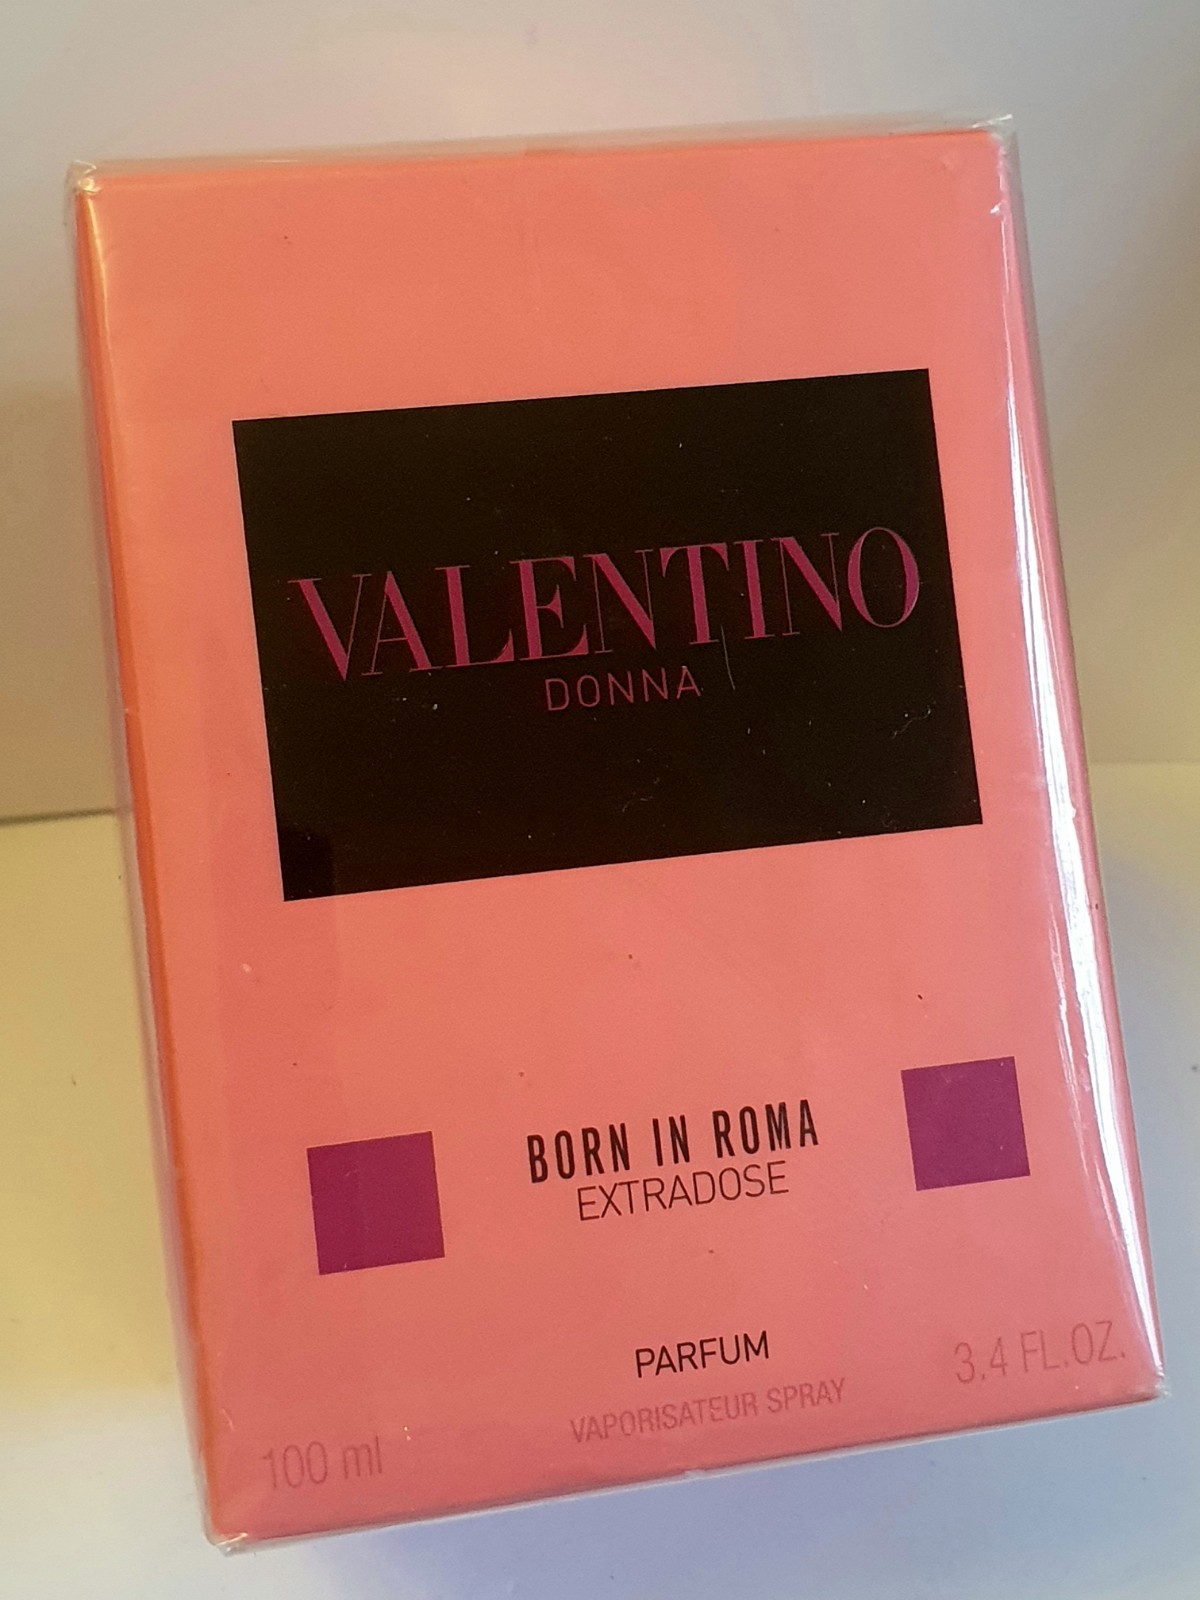 VALENTINO
DONNA
BORN IN ROMA
EXTRADOSE
PARFUM
VAPORISATEUR SPRAY
100 ml
3.4 FL.OZ.